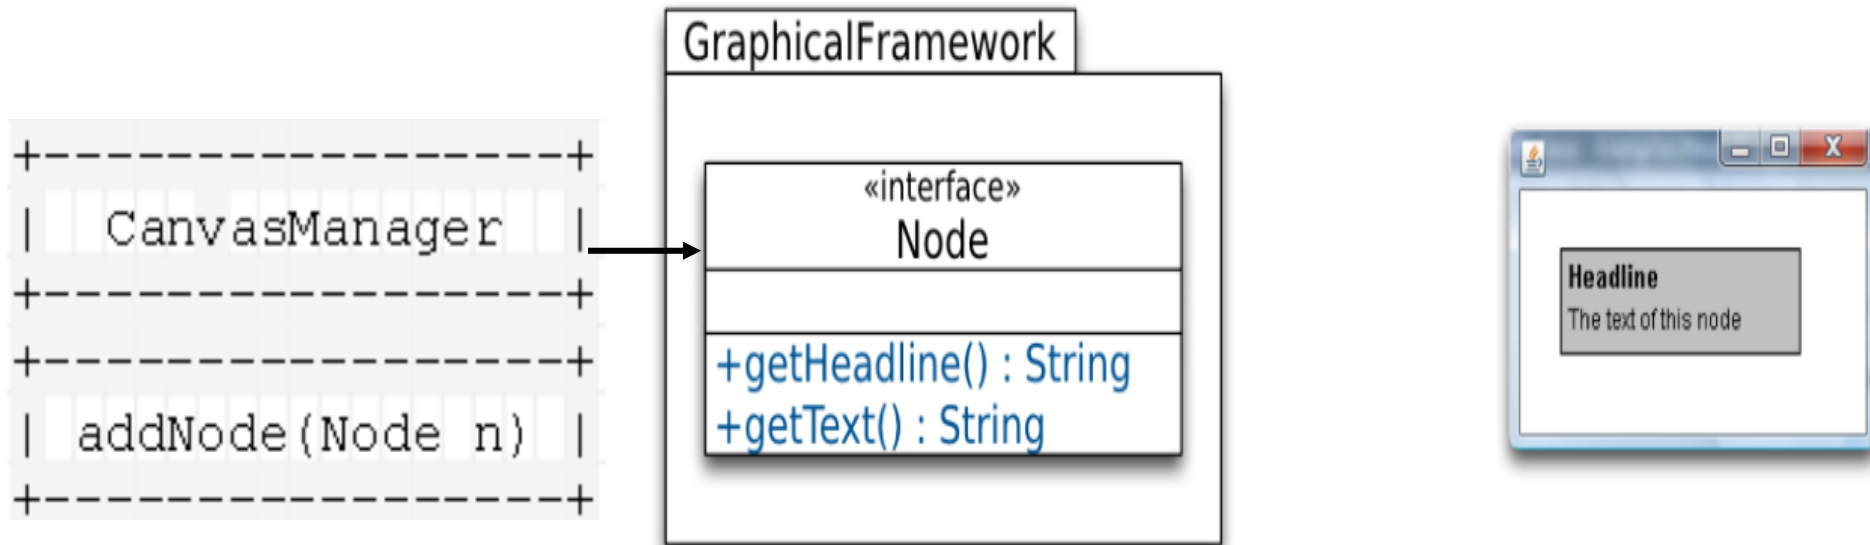 +-----------------+
| CanvasManager |
+-----------------+
+-----------------+
| addNode(Node n) |
+-----------------+
GraphicalFramework
«interface»
Node
+getHeadline() : String
+getText() : String
X
Headline
The text of this node